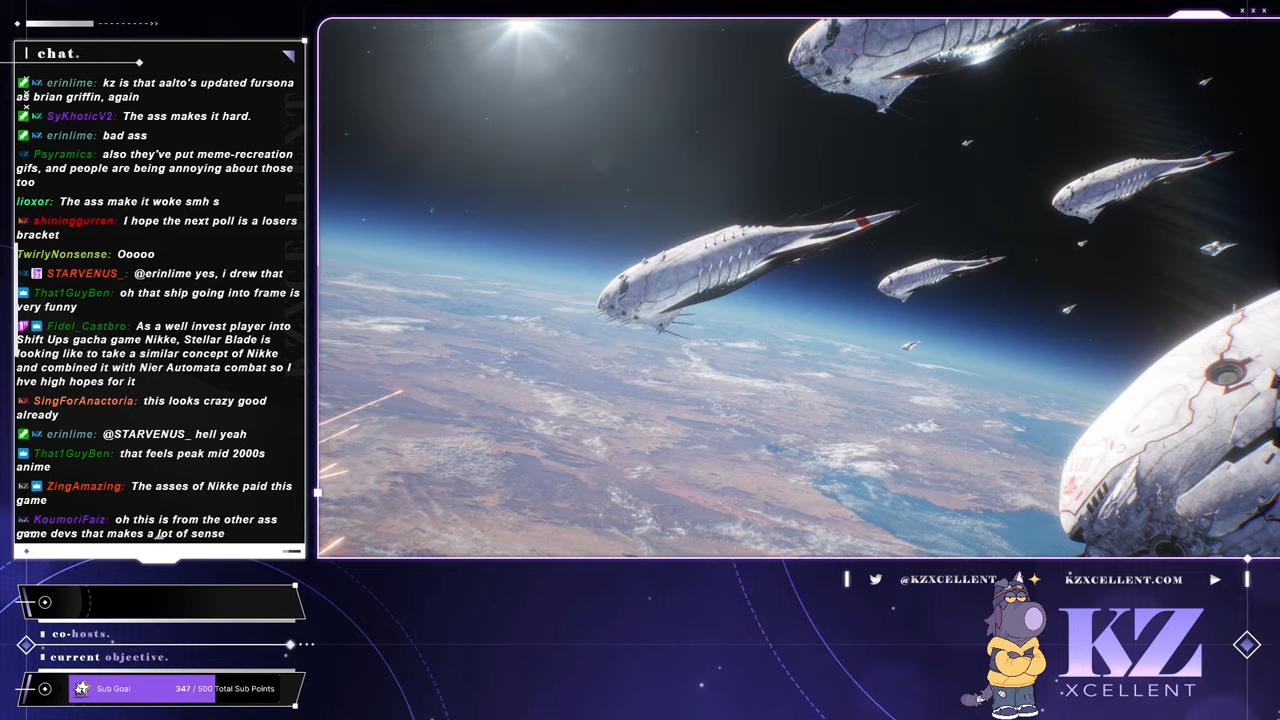 chat.
erinlime: kz is that aalto's updated fursona
as brian griffin, again
SyKhoticV2: The ass makes it hard.
erinlime: bad ass
Psyramics: also they've put meme-recreation
gifs, and people are being annoying about those
too
lioxor: The ass make it woke smh s
shininggurren: I hope the next poll is a losers
bracket
TwirlyNonsense: Ooooo
STARVENUS_: @erinlime yes, i drew that
That1GuyBen: oh that ship going into frame is
very funny
Fidel_Castbro: As a well invest player into
Shift Ups gacha game Nikke, Stellar Blade is
looking like to take a similar concept of Nikke
and combined it with Nier Automata combat so I
hve high hopes for it
SingForAnactoria: this looks crazy good
already
erinlime: @STARVENUS_ hell yeah
That1GuyBen: that feels peak mid 2000s
anime
ZingAmazing: The asses of Nikke paid this
game
KoumoriFaiz: oh this is from the other ass
game devs that makes a lot of sense
co-hosts.
current objective.
Sub Goal 347 / 500 Total Sub Points
@KZXCELLENT
KZXCELLENT.COM
KZ
XCELLENT